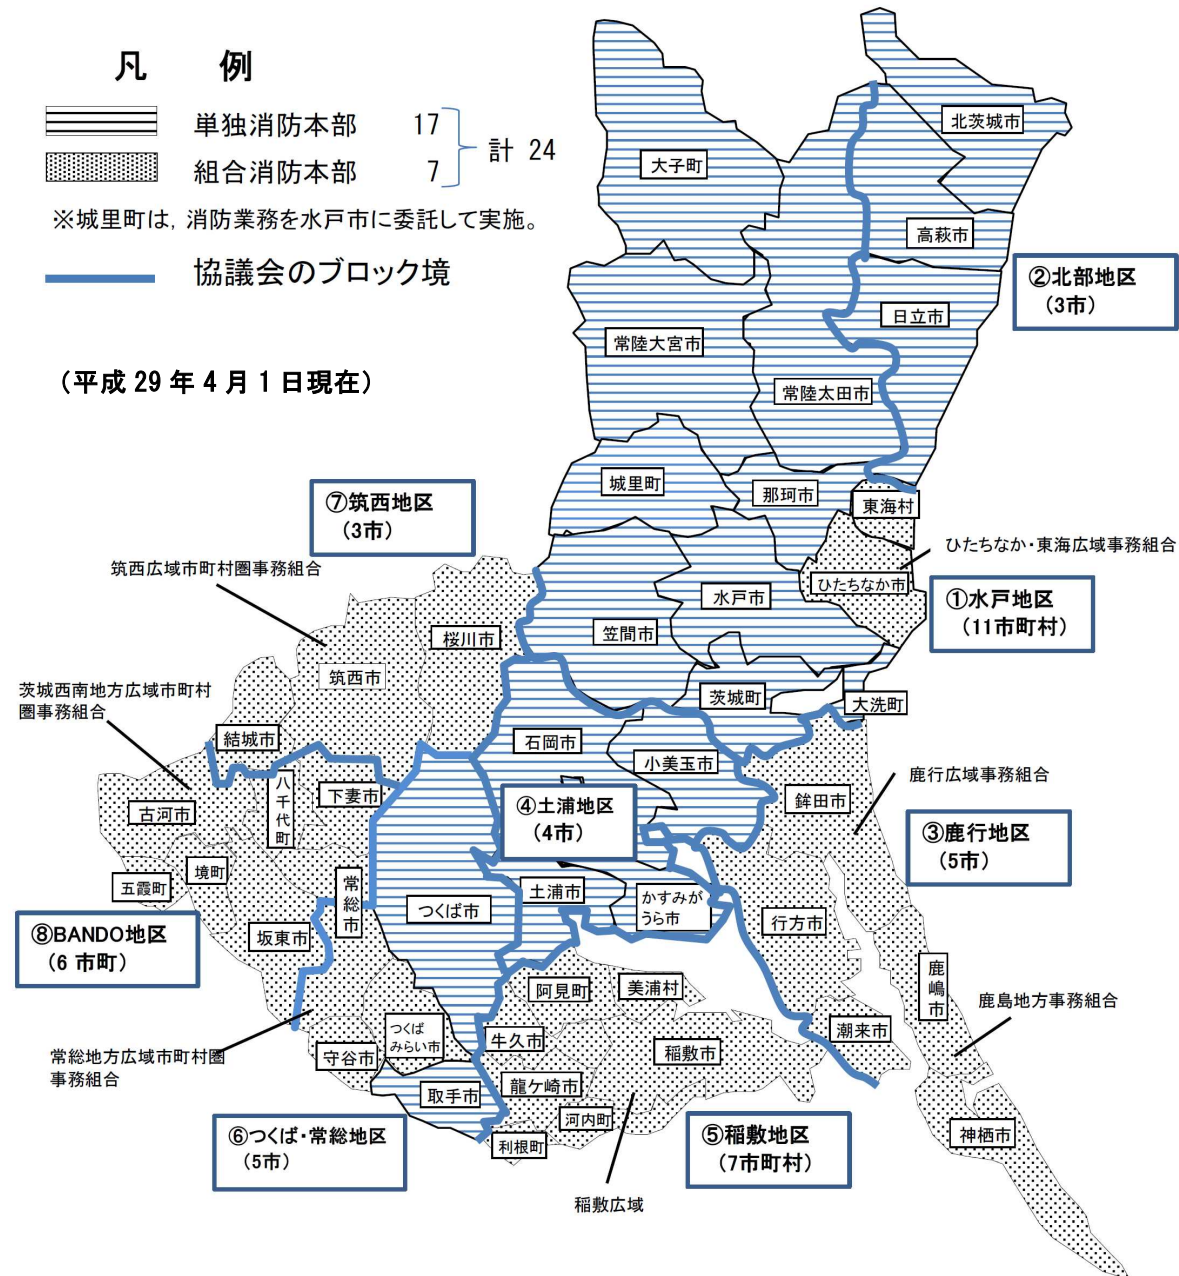 凡 例
単独消防本部 17
組合消防本部 7
計 24
※城里町は，消防業務を水戸市に委託して実施。
協議会のブロック境
（平成 29 年 4 月 1 日現在）
北茨城市
大子町
高萩市
②北部地区
（3市）
日立市
常陸大宮市
常陸太田市
城里町
那珂市
東海村
⑦筑西地区
（3市）
ひたちなか・東海広域事務組合
筑西広域市町村圏事務組合
ひたちなか市
①水戸地区
（11市町村）
水戸市
笠間市
桜川市
筑西市
茨城西南地方広域市町村
圏事務組合
茨城町
大洗町
結城市
石岡市
小美玉市
鹿行広域事務組合
八千代町
下妻市
鉾田市
古河市
④土浦地区
（4市）
③鹿行地区
（5市）
境町
五霞町
常総市
土浦市
かすみが
うら市
つくば市
行方市
⑧BANDO地区
（6 市町）
坂東市
鹿嶋市
阿見町
美浦村
鹿島地方事務組合
潮来市
つくば
みらい市
牛久市
稲敷市
常総地方広域市町村圏
事務組合
守谷市
龍ケ崎市
取手市
河内町
⑥つくば・常総地区
（5市）
利根町
⑤稲敷地区
（7市町村）
神栖市
稲敷広域